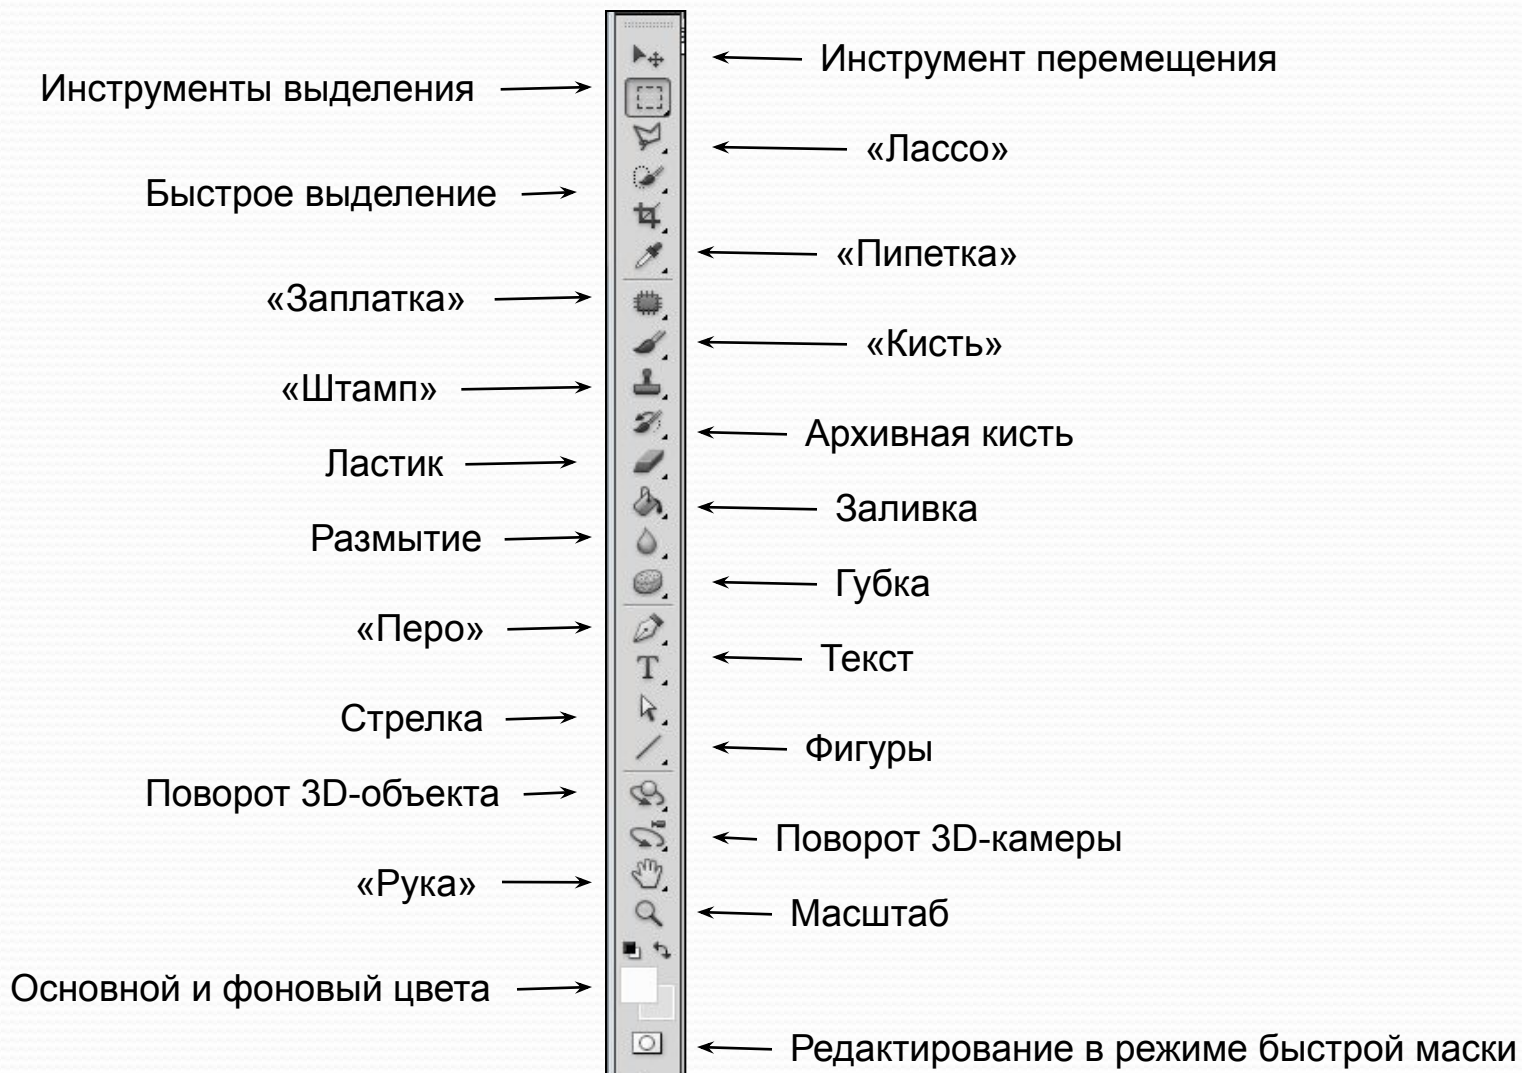 Инструмент перемещения
Инструменты выделения
«Лассо»
Быстрое выделение
«Пипетка»
«Заплатка»
«Кисть»
«Штамп»
Архивная кисть
Ластик
Заливка
Размытие
Губка
«Перо»
Текст
Стрелка
Фигуры
Поворот 3D-объекта
Поворот 3D-камеры
«Рука»
Масштаб
Основной и фоновый цвета
Редактирование в режиме быстрой маски